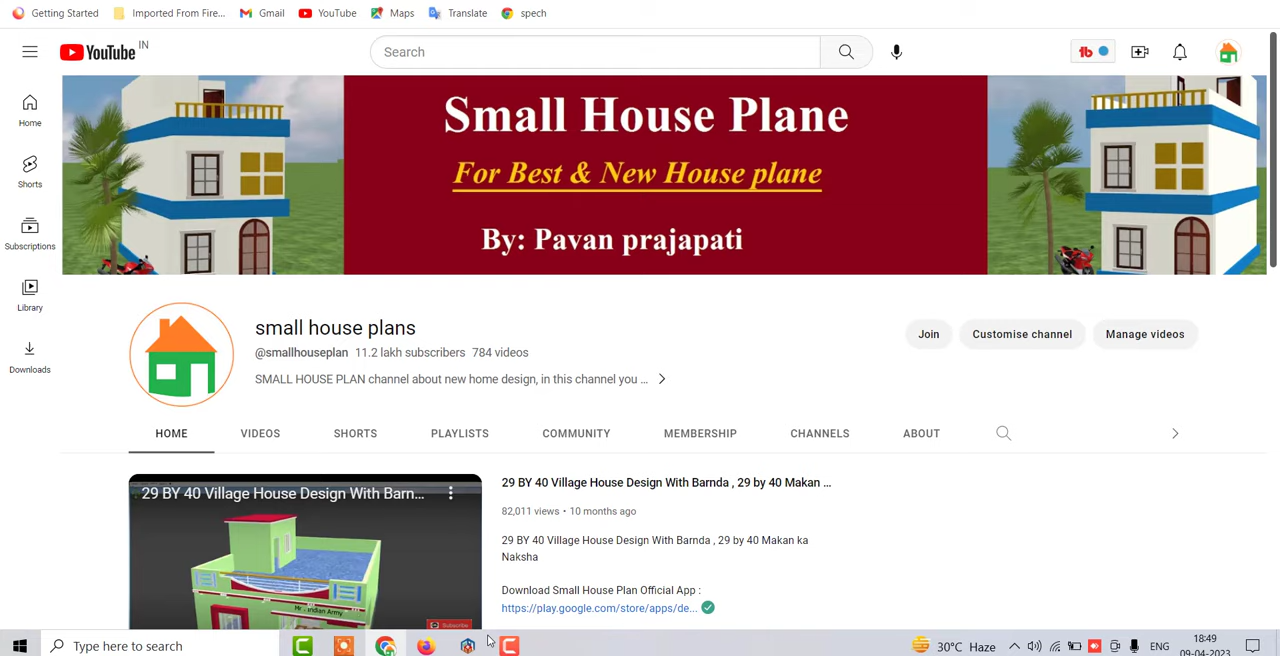 Getting Started
Imported From Fire...
Gmail
YouTube
Maps
Translate
spech
YouTube IN
Search
Home
Shorts
Subscriptions
Library
Downloads
Small House Plane
For Best & New House plane
By: Pavan prajapati
small house plans
@smallhouseplan 11.2 lakh subscribers 784 videos
SMALL HOUSE PLAN channel about new home design, in this channel you ...
Join
Customise channel
Manage videos
HOME
VIDEOS
SHORTS
PLAYLISTS
COMMUNITY
MEMBERSHIP
CHANNELS
ABOUT
29 BY 40 Village House Design With Barn...
Subscribe
29 BY 40 Village House Design With Barnda , 29 by 40 Makan ...
82,011 views • 10 months ago
29 BY 40 Village House Design With Barnda , 29 by 40 Makan ka
Naksha
Download Small House Plan Official App :
https://play.google.com/store/apps/de...
Type here to search
30°C Haze
ENG
18:49
09-04-2023